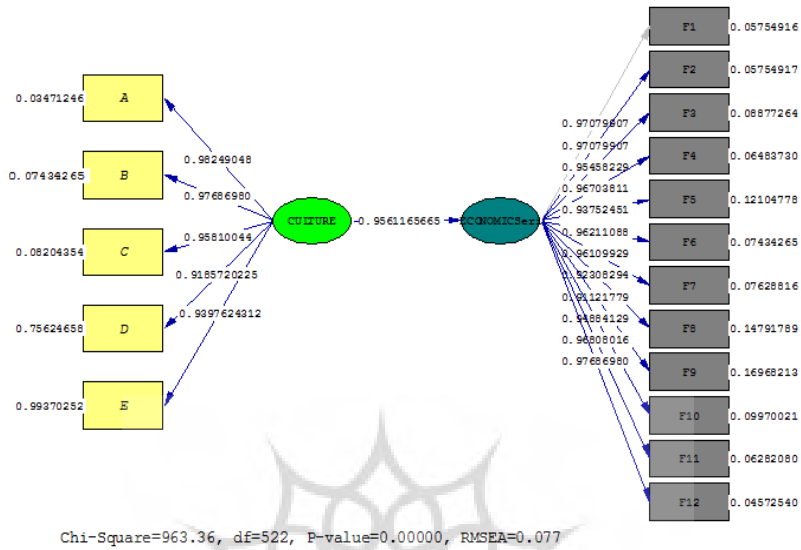 0.03471246 A
0.07434265 B
0.08204354 C
0.75624658 D
0.99370252 E
0.98249048
0.97686980
0.95810044
0.9185720225
0.9397624312
CUITURE
-0.9561165665
0.97079907
0.97079907
0.95458229
0.96703811
0.93752451
0.96211088
0.96109929
0.92308294
0.91121779
0.94884129
0.96808016
0.97686980
F1 0.05754916
F2 0.05754917
F3 0.08877264
F4 0.06483730
F5 0.12104778
F6 0.07434265
F7 0.07628816
F8 0.14791789
F9 0.16968213
F10 0.09970021
F11 0.06282080
F12 0.04572540
Chi-Square=963.36, df=522, P-value=0.00000, RMSEA=0.077